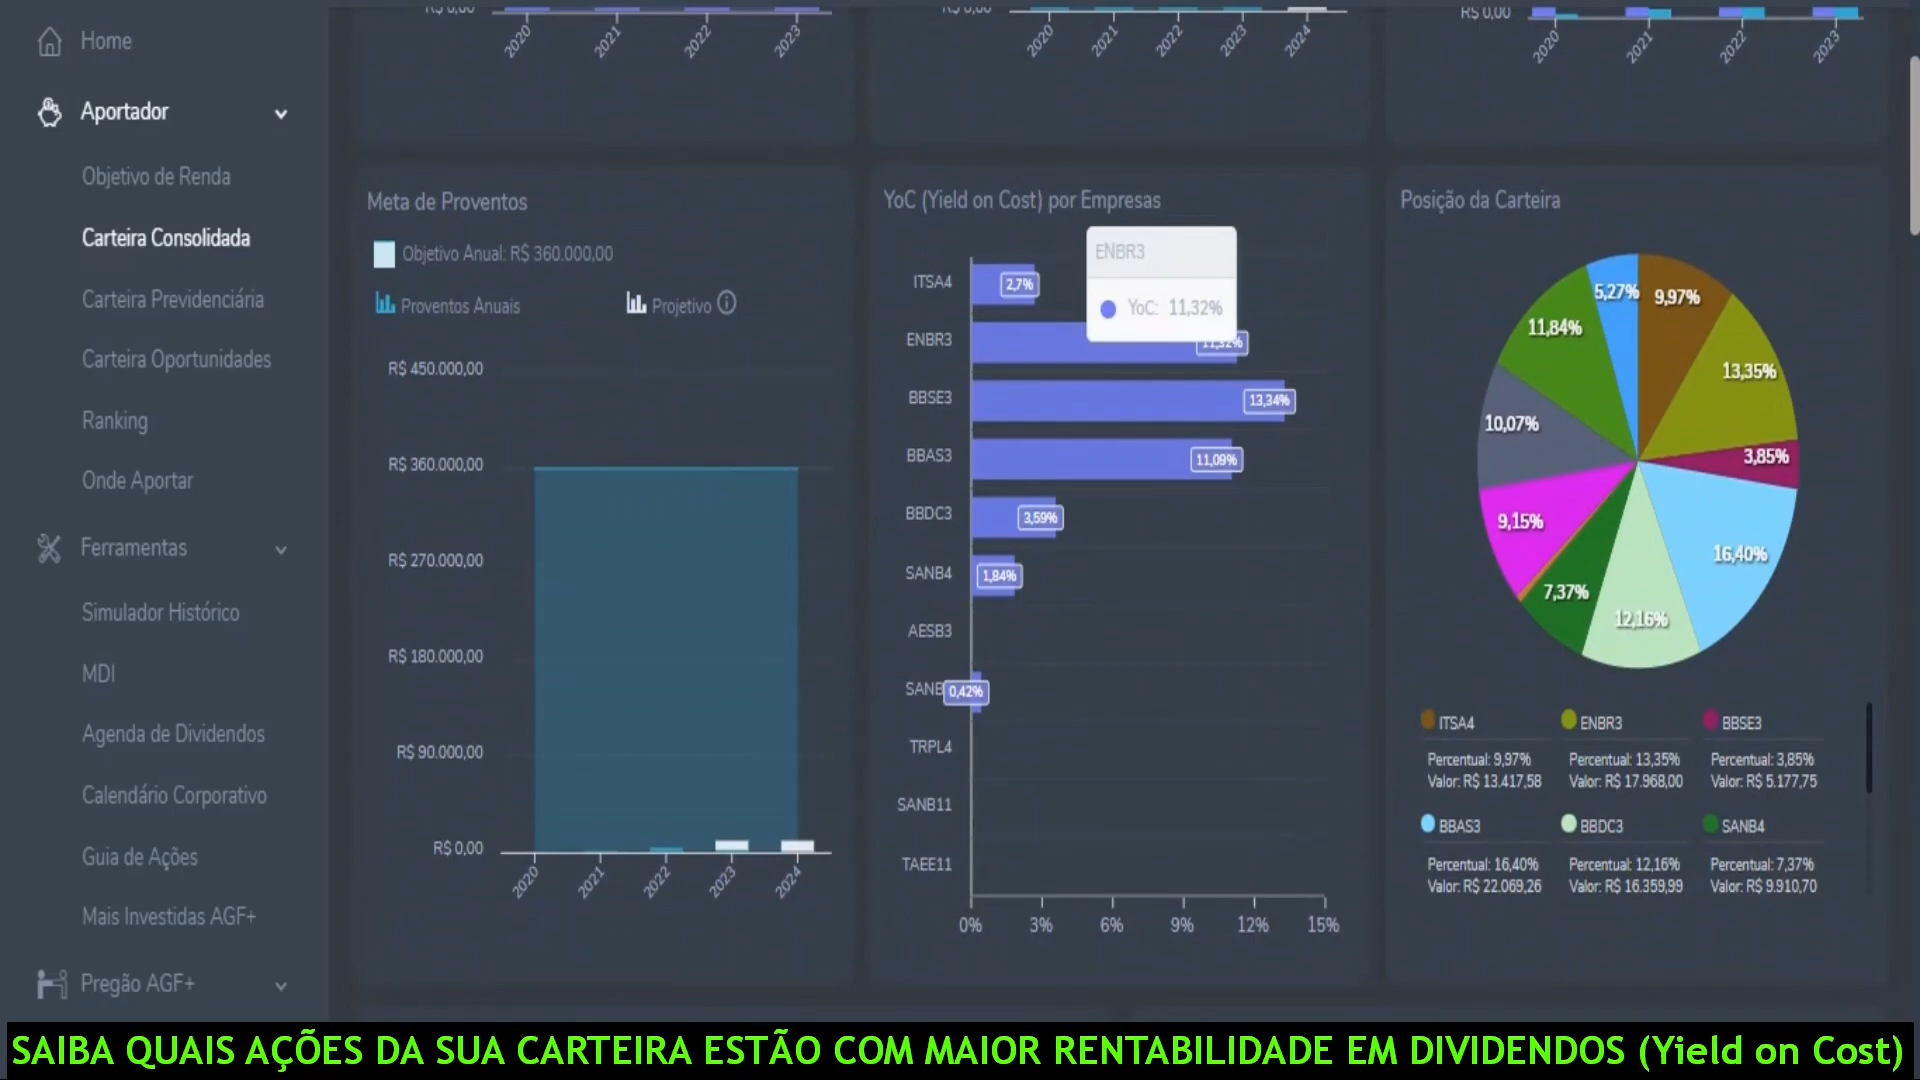 Home
Aportador
Objetivo de Renda
Carteira Consolidada
Carteira Previdenciária
Carteira Oportunidades
Ranking
Onde Aportar
Ferramentas
Simulador Histórico
MDI
Agenda de Dividendos
Calendário Corporativo
Guia de Ações
Mais Investidas AGF+
Pregão AGF+
2020 2021 2022 2023
2020 2021 2022 2023 2024
R$ 0,00
2020 2021 2022 2023
Meta de Proventos
Objetivo Anual: R$ 360.000,00
Proventos Anuais Projetivo
R$ 450.000,00
R$ 360.000,00
R$ 270.000,00
R$ 180.000,00
R$ 90.000,00
R$ 0,00
2020 2021 2022 2023 2024
YoC (Yield on Cost) por Empresas
ENBR3
YoC: 11,32%
ITSA4 2,7%
ENBR3 11,32%
BBSE3 13,34%
BBAS3 11,09%
BBDC3 3,59%
SANB4 1,84%
AESB3
SANB 0,42%
TRPL4
SANB11
TAEE11
0% 3% 6% 9% 12% 15%
Posição da Carteira
5,27% 9,97%
11,84%
13,35%
10,07%
3,85%
9,15%
16,40%
7,37%
12,16%
ITSA4 ENBR3 BBSE3
Percentual: 9,97% Percentual: 13,35% Percentual: 3,85%
Valor: R$ 13.417,58 Valor: R$ 17.968,00 Valor: R$ 5.177,75
BBAS3 BBDC3 SANB4
Percentual: 16,40% Percentual: 12,16% Percentual: 7,37%
Valor: R$ 22.069,26 Valor: R$ 16.359,99 Valor: R$ 9.910,70
SAIBA QUAIS AÇÕES DA SUA CARTEIRA ESTÃO COM MAIOR RENTABILIDADE EM DIVIDENDOS (Yield on Cost)